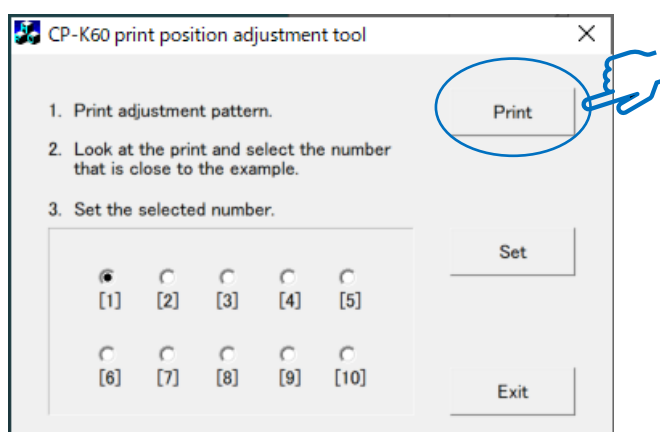 CP-K60 print position adjustment tool
1. Print adjustment pattern.
Print
2. Look at the print and select the number
that is close to the example.
3. Set the selected number.
Set
[1] [2] [3] [4] [5]
[6] [7] [8] [9] [10]
Exit